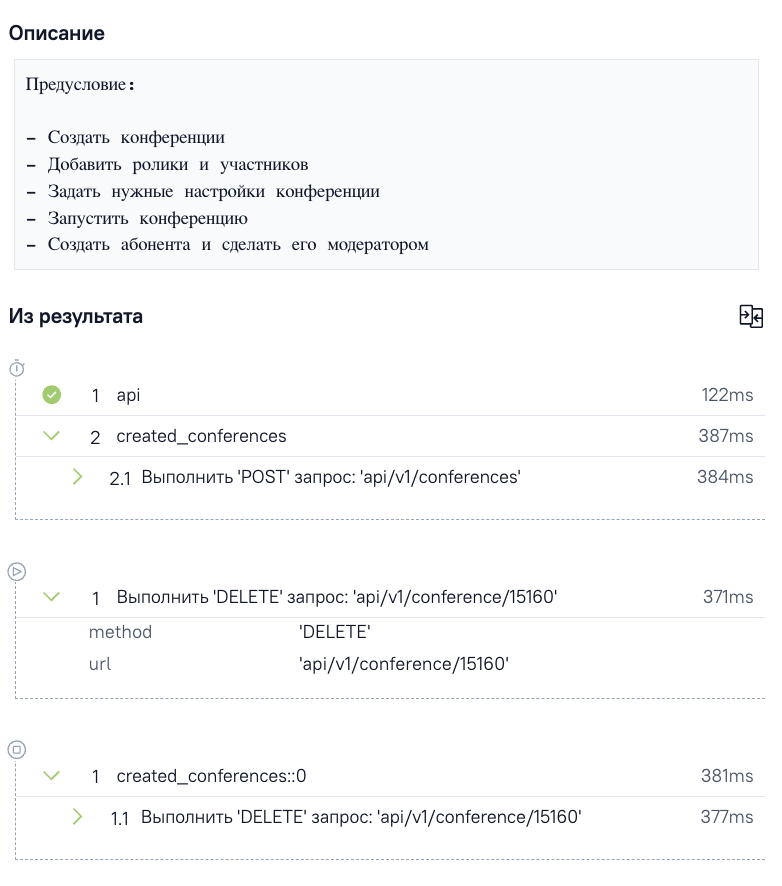 Описание
Предусловие:
- Создать конференции
- Добавить ролики и участников
- Задать нужные настройки конференции
- Запустить конференцию
- Создать абонента и сделать его модератором
Из результата
1 api 122ms
2 created_conferences 387ms
2.1 Выполнить 'POST' запрос: 'api/v1/conferences' 384ms
1 Выполнить 'DELETE' запрос: 'api/v1/conference/15160' 371ms
method 'DELETE'
url 'api/v1/conference/15160'
1 created_conferences::0 381ms
1.1 Выполнить 'DELETE' запрос: 'api/v1/conference/15160' 377ms